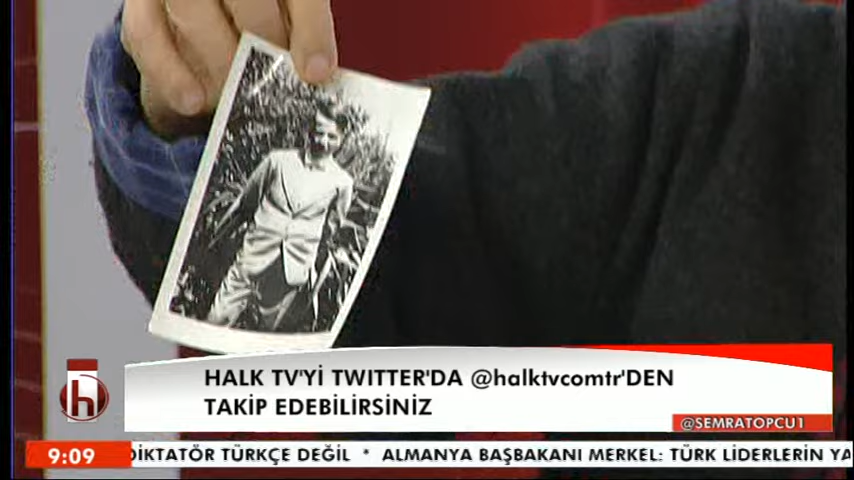 HALK TV'Yİ TWITTER'DA @halktvcomtr'DEN
TAKİP EDEBİLİRSİNİZ
h
@SEMRATOPCU1
9:09 DİKTATÖR TÜRKÇE DEĞİL * ALMANYA BAŞBAKANI MERKEL: TÜRK LİDERLERİN YA